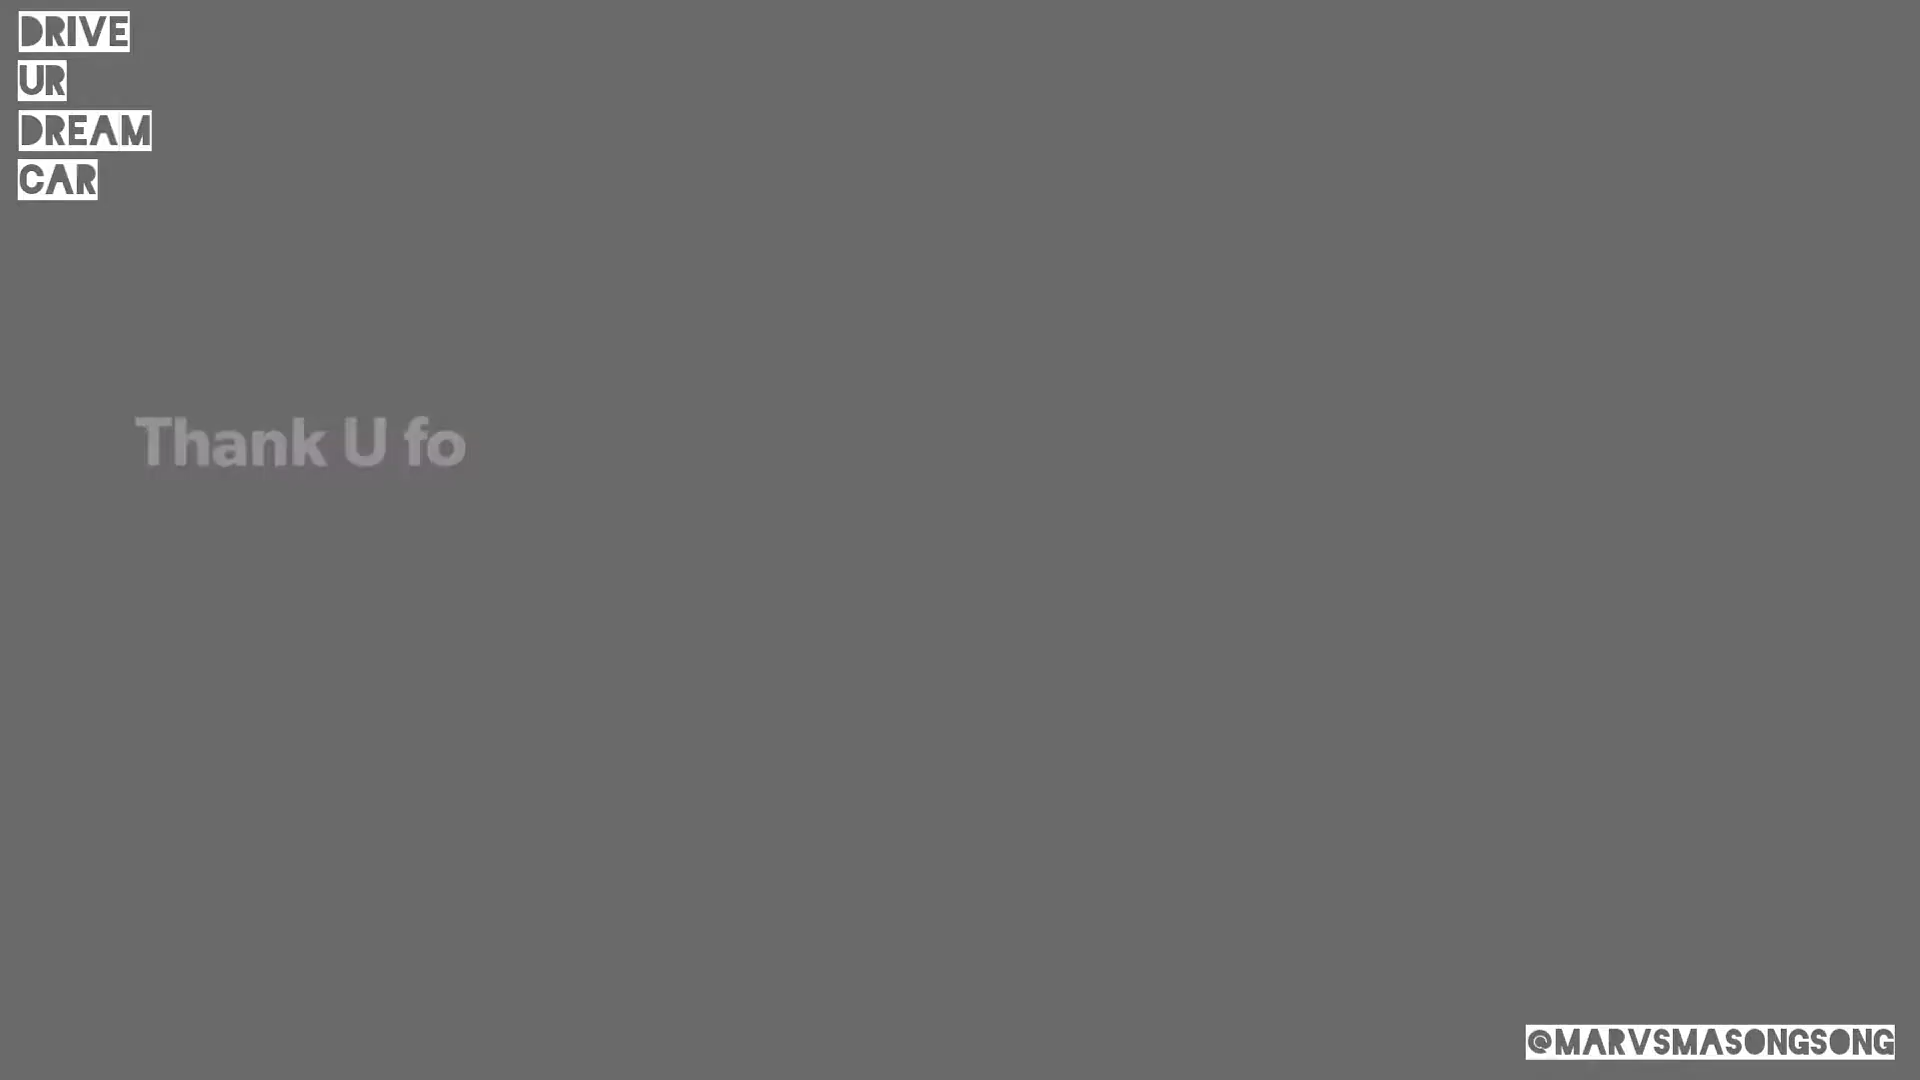 DRIVE
UR
DREAM
CAR
Thank U fo
@MARVSMASONGSONG